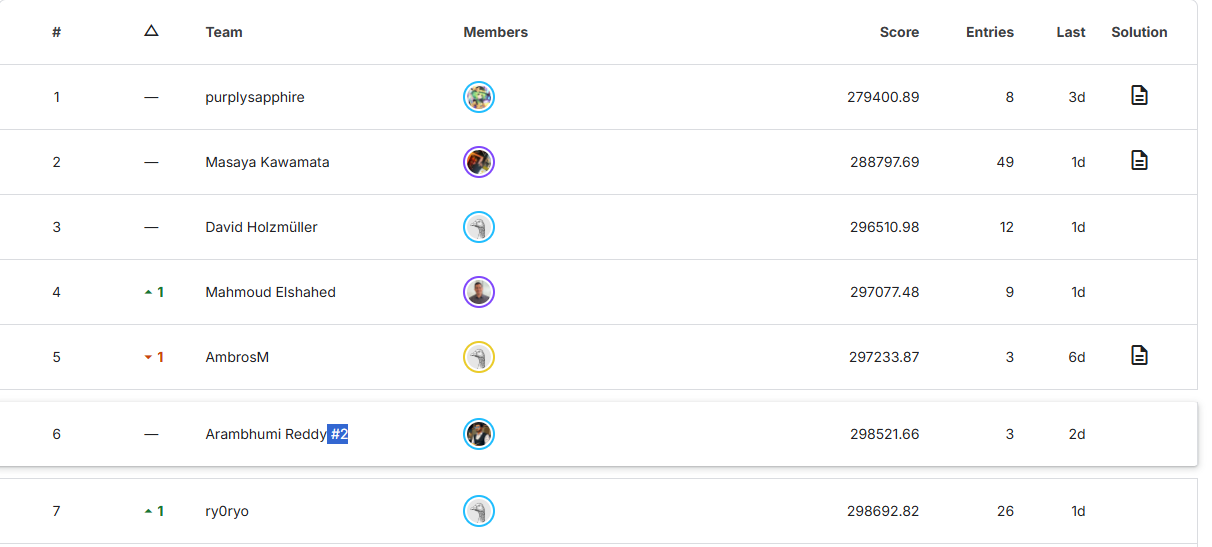 # △ Team Members Score Entries Last Solution
1 — purplysapphire 279400.89 8 3d
2 — Masaya Kawamata 288797.69 49 1d
3 — David Holzmüller 296510.98 12 1d
4 1 Mahmoud Elshahed 297077.48 9 1d
5 1 AmbrosM 297233.87 3 6d
6 — Arambhumi Reddy #2 298521.66 3 2d
7 1 ry0ryo 298692.82 26 1d